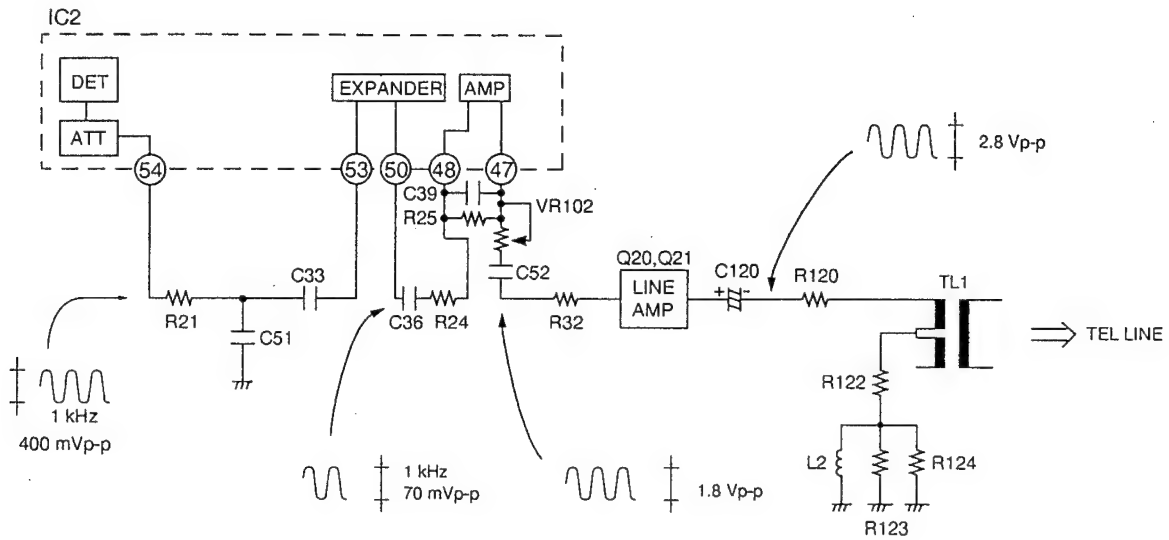 IC2
DET
ATT
EXPANDER
AMP
54
53
50
48
47
C39
R25
VR102
C52
2.8 Vp-p
Q20,Q21
LINE
AMP
C120
+
-
R120
TL1
TEL LINE
R21
C33
C51
C36
R24
R32
R122
L2
R124
R123
1 kHz
400 mVp-p
1 kHz
70 mVp-p
1.8 Vp-p